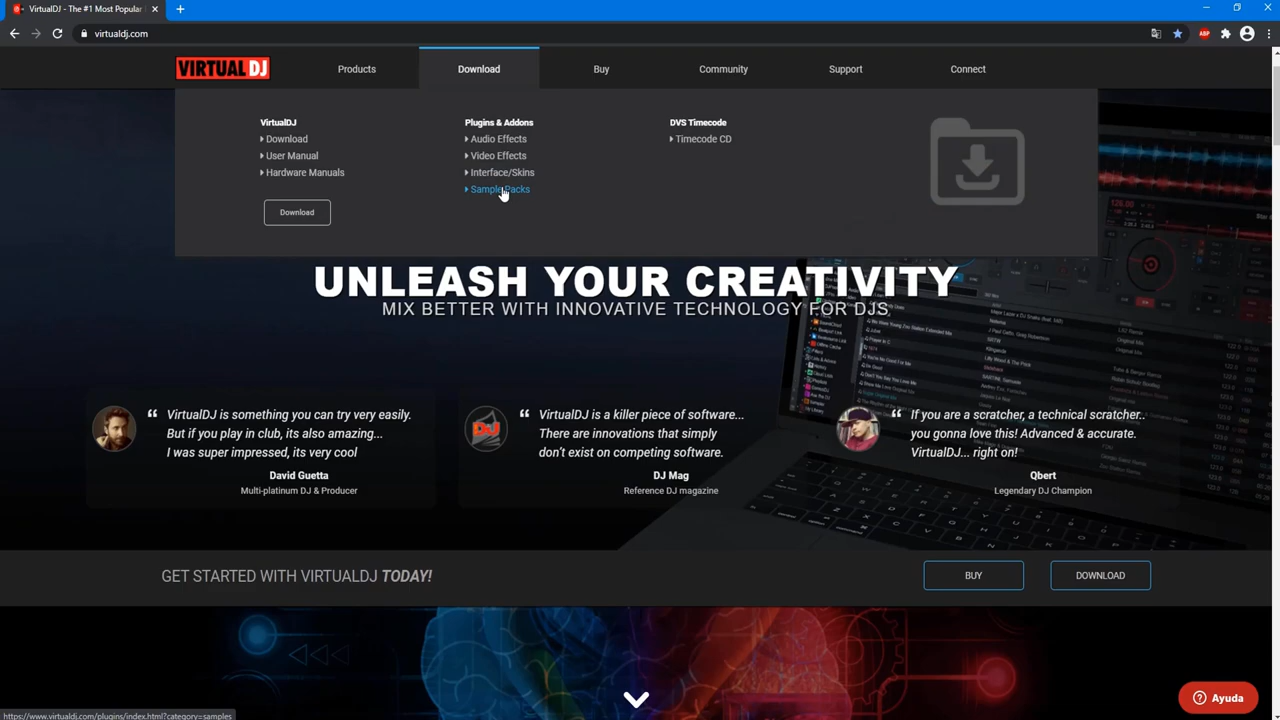 VirtualDJ - The #1 Most Popular
virtualdj.com
ABP
VIRTUAL DJ
Products
Download
Buy
Community
Support
Connect
VirtualDJ
Download
User Manual
Hardware Manuals
Download
Plugins & Addons
Audio Effects
Video Effects
Interface/Skins
Sample Packs
DVS Timecode
Timecode CD
UNLEASH YOUR CREATIVITY
MIX BETTER WITH INNOVATIVE TECHNOLOGY FOR DJS
“ VirtualDJ is something you can try very easily.
But if you play in club, its also amazing...
I was super impressed, its very cool
David Guetta
Multi-platinum DJ & Producer
“ VirtualDJ is a killer piece of software...
There are innovations that simply
don't exist on competing software.
DJ Mag
Reference DJ magazine
“ If you are a scratcher, a technical scratcher..
you gonna love this! Advanced & accurate.
VirtualDJ... right on!
Qbert
Legendary DJ Champion
GET STARTED WITH VIRTUALDJ TODAY!
BUY
DOWNLOAD
Ayuda
https://www.virtualdj.com/plugins/index.html?category=samples